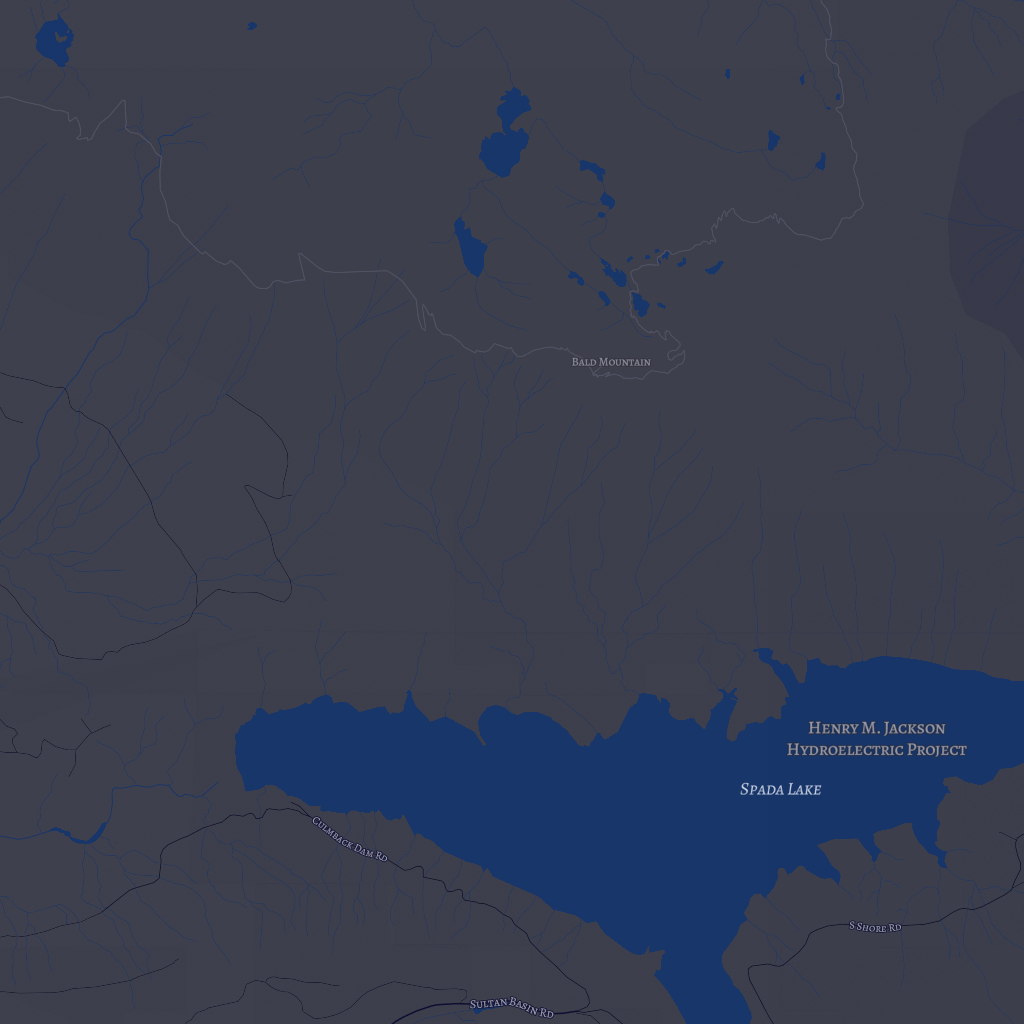 Bald Mountain
Henry M. Jackson
Hydroelectric Project
Spada Lake
Culmback Dam Rd
S Shore Rd
Sultan Basin Rd